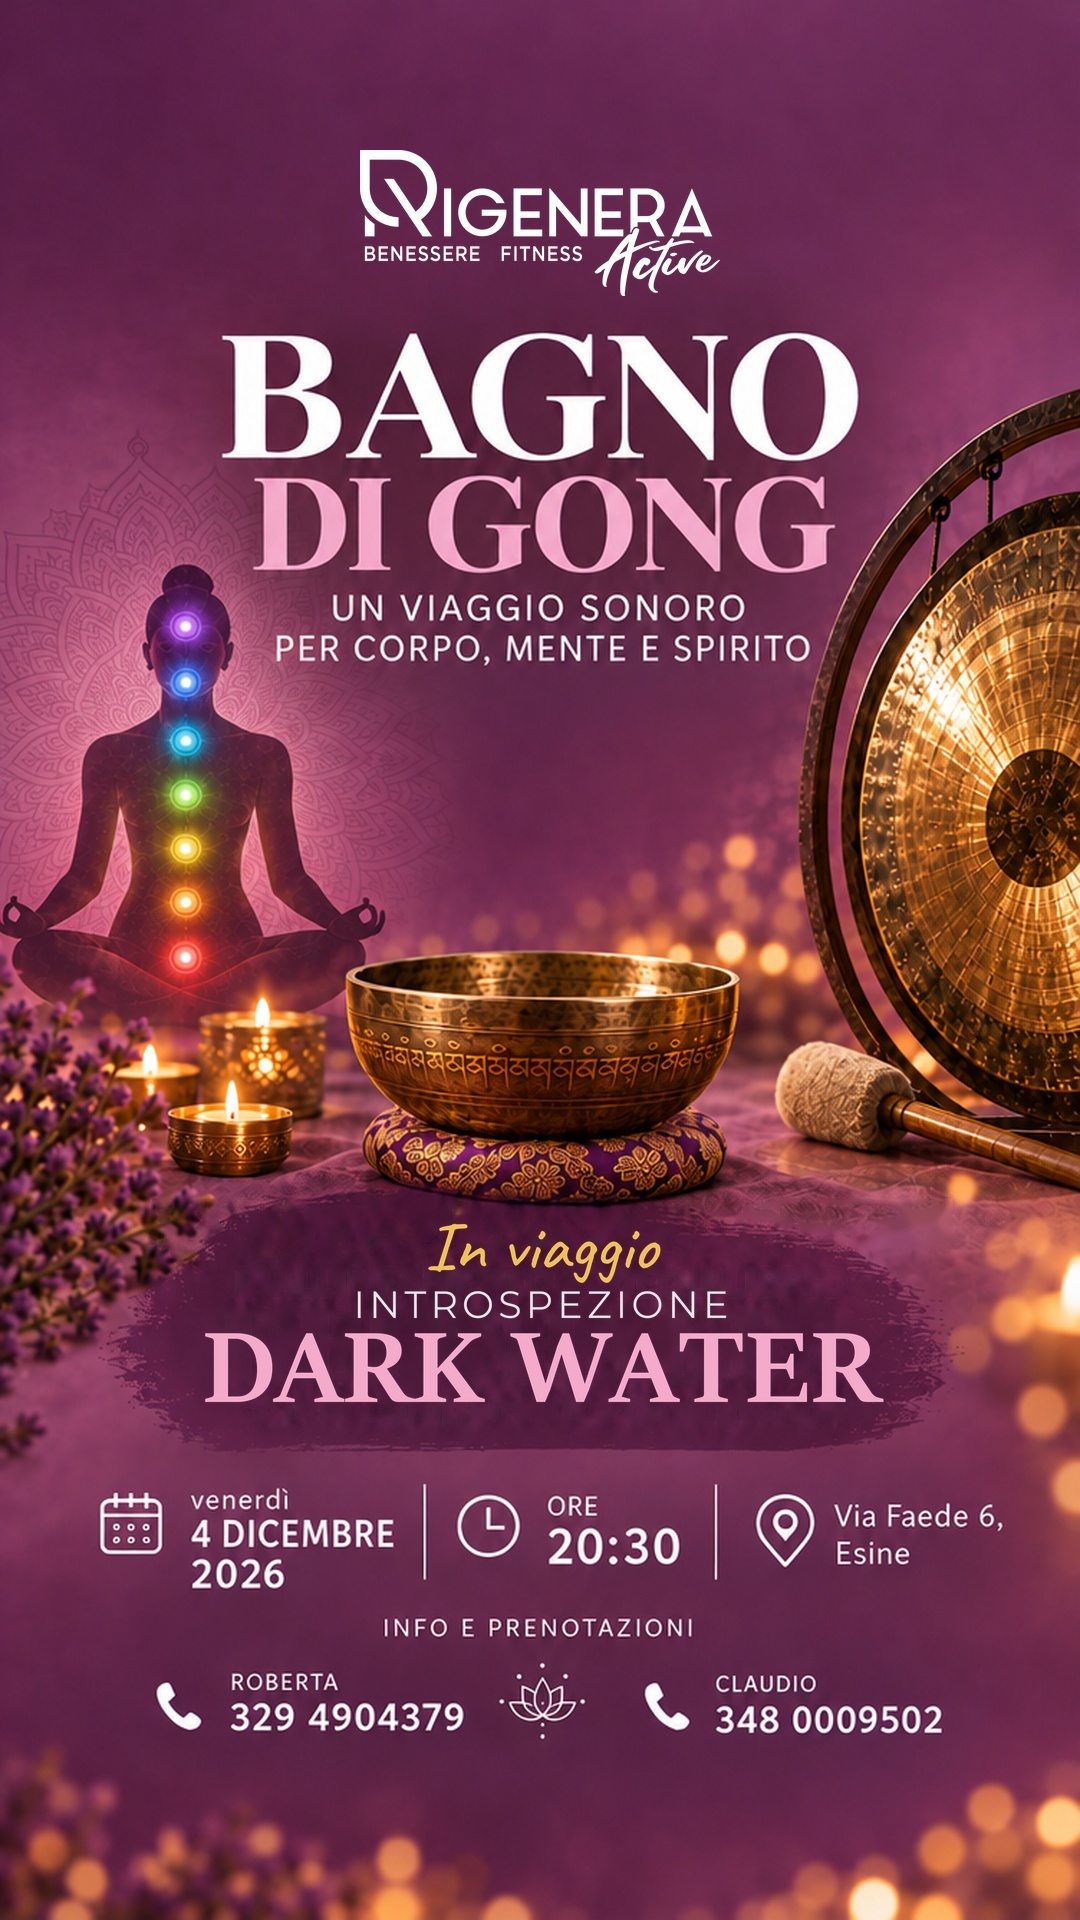 RIGENERA
BENESSERE FITNESS
Active
BAGNO
DI GONG
UN VIAGGIO SONORO
PER CORPO, MENTE E SPIRITO
In viaggio
INTROSPEZIONE
DARK WATER
venerdì
4 DICEMBRE
2026
ORE
20:30
Via Faede 6,
Esine
INFO E PRENOTAZIONI
ROBERTA
329 4904379
CLAUDIO
348 0009502